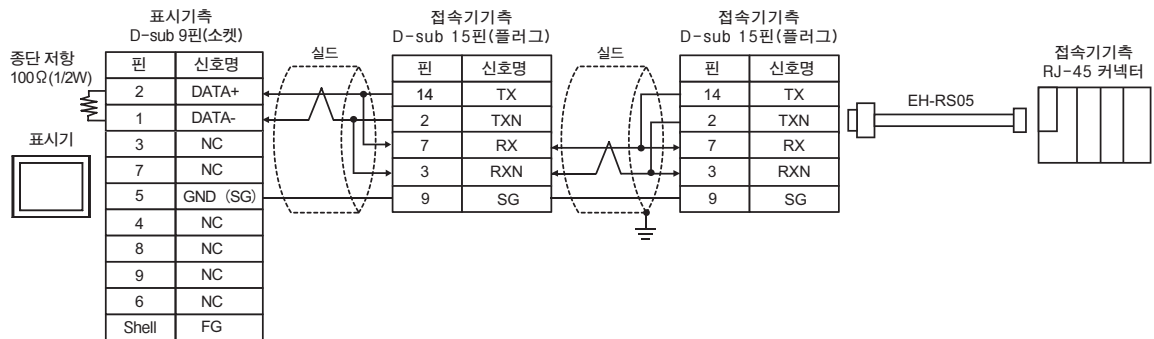 표시기측
D-sub 9핀(소켓)
종단 저항
100Ω(1/2W)
표시기
핀 신호명
2 DATA+
1 DATA-
3 NC
7 NC
5 GND (SG)
4 NC
8 NC
9 NC
6 NC
Shell FG
실드
접속기기측
D-sub 15핀(플러그)
핀 신호명
14 TX
2 TXN
7 RX
3 RXN
9 SG
실드
접속기기측
D-sub 15핀(플러그)
핀 신호명
14 TX
2 TXN
7 RX
3 RXN
9 SG
EH-RS05
접속기기측
RJ-45 커넥터